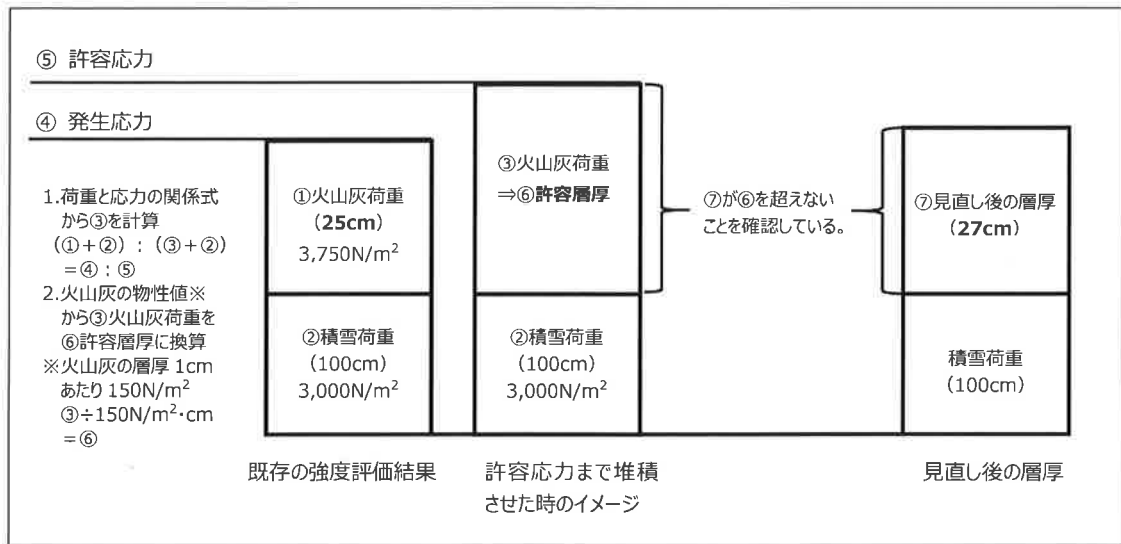 ⑤ 許容応力
④ 発生応力
1.荷重と応力の関係式
から③を計算
(①+②):(③+②)
=④:⑤
2.火山灰の物性値※
から③火山灰荷重を
⑥許容層厚に換算
※火山灰の層厚 1cm
あたり 150N/m²
③÷150N/m²・cm
=⑥
①火山灰荷重
(25cm)
3,750N/m²
②積雪荷重
(100cm)
3,000N/m²
既存の強度評価結果
③火山灰荷重
⇒⑥許容層厚
②積雪荷重
(100cm)
3,000N/m²
許容応力まで堆積
させた時のイメージ
⑦が⑥を超えない
ことを確認している。
⑦見直し後の層厚
(27cm)
積雪荷重
(100cm)
見直し後の層厚